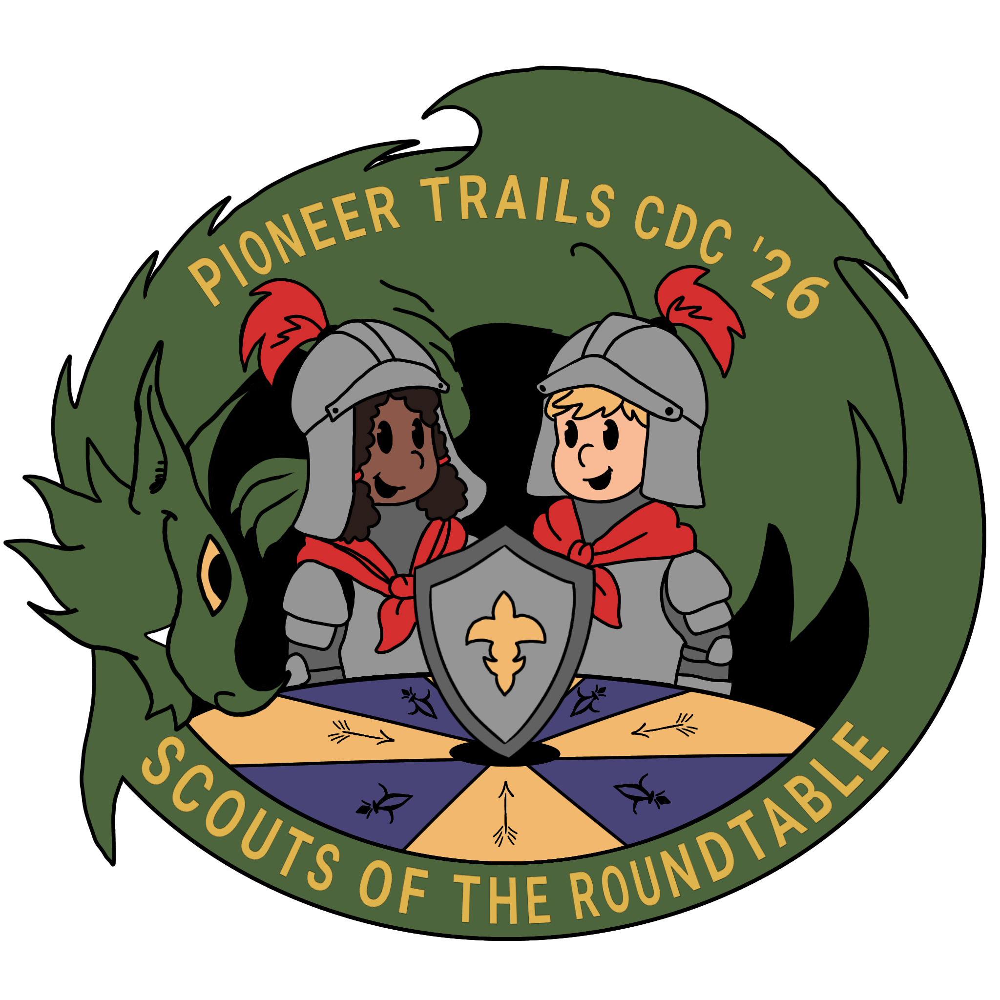 PIONEER TRAILS CDC '26
SCOUTS OF THE ROUNDTABLE